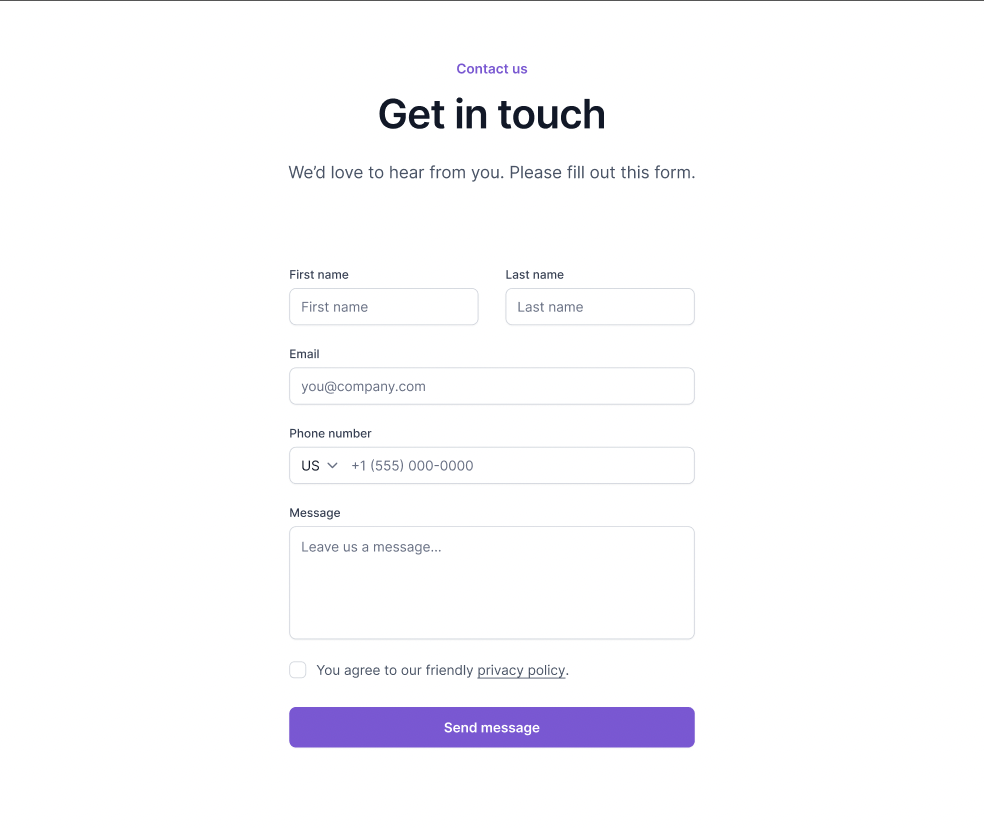 Contact us
Get in touch
We’d love to hear from you. Please fill out this form.
First name
Last name
First name
Last name
Email
you@company.com
Phone number
US +1 (555) 000-0000
Message
Leave us a message...
You agree to our friendly privacy policy.
Send message